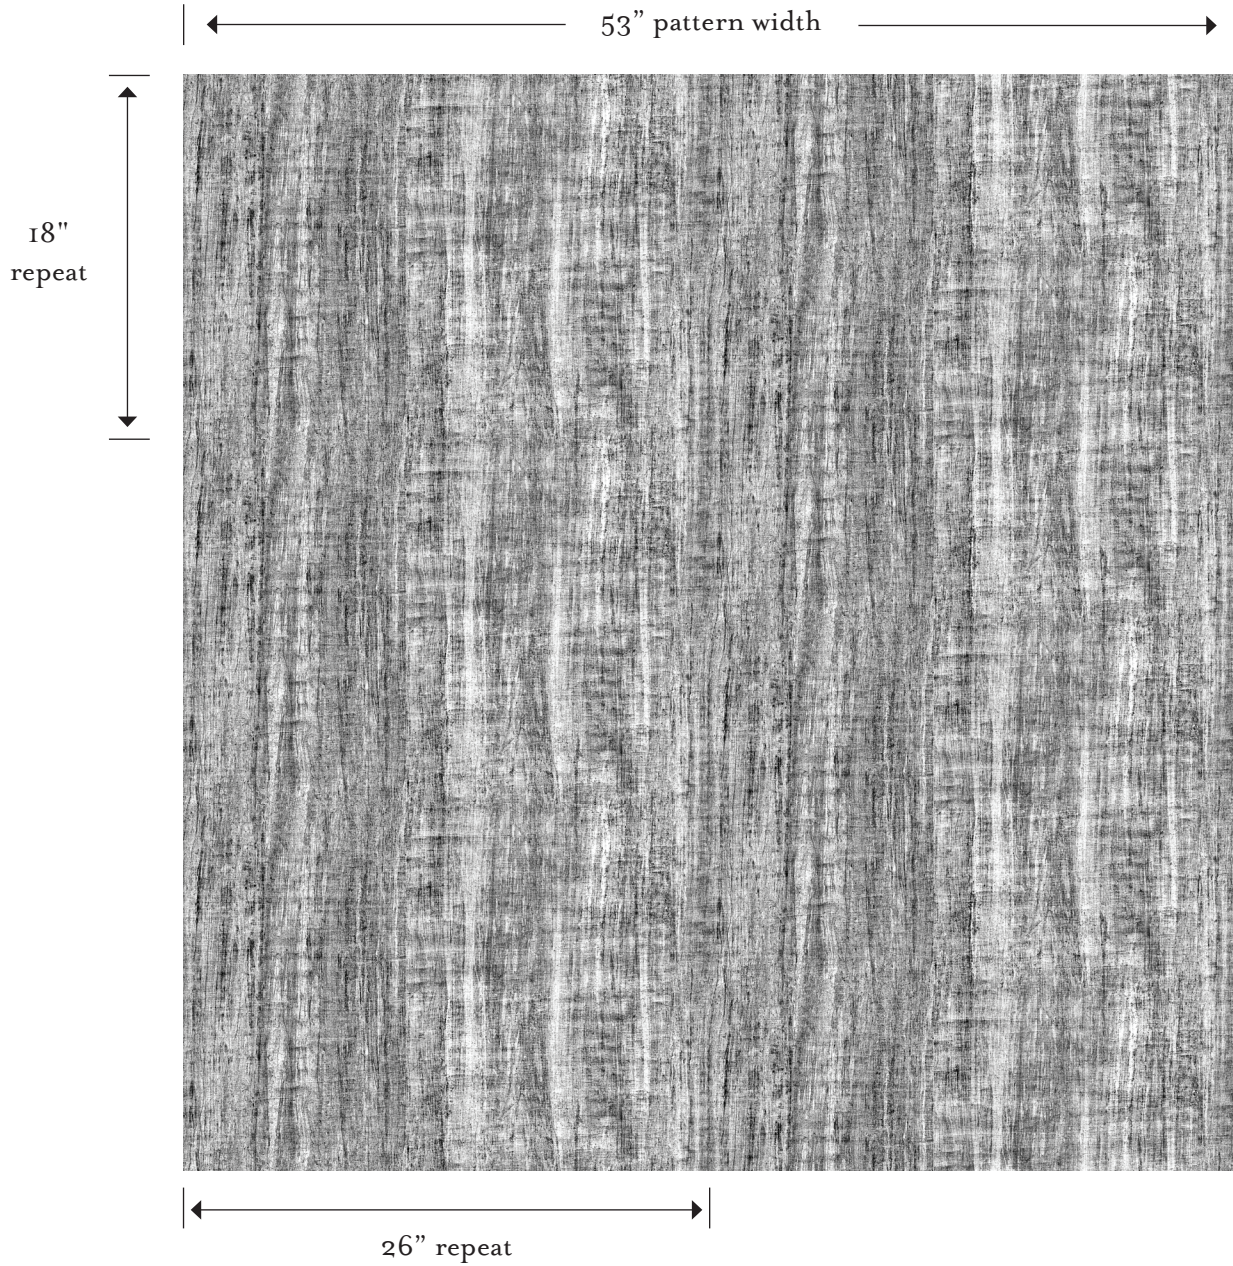 53” pattern width
18"
repeat
26” repeat